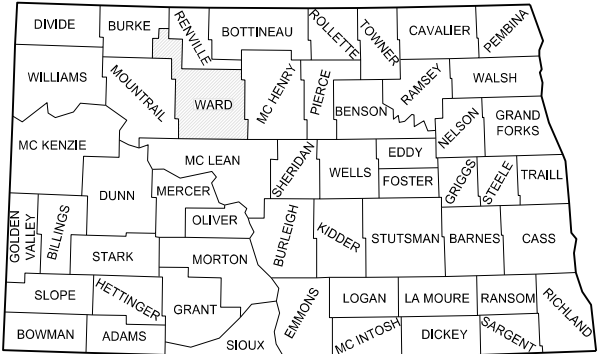 DIVIDE
BURKE
RENVILLE
BOTTINEAU
ROLLETTE
TOWNER
CAVALIER
PEMBINA
WILLIAMS
MOUNTRAIL
WARD
MC HENRY
PIERCE
BENSON
RAMSEY
WALSH
NELSON
GRAND
FORKS
MC KENZIE
MC LEAN
SHERIDAN
WELLS
EDDY
FOSTER
GRIGGS
STEELE
TRAILL
DUNN
MERCER
OLIVER
GOLDEN
VALLEY
BILLINGS
STARK
MORTON
BURLEIGH
KIDDER
STUTSMAN
BARNES
CASS
SLOPE
HETTINGER
GRANT
EMMONS
LOGAN
LA MOURE
RANSOM
RICHLAND
BOWMAN
ADAMS
SIOUX
MC INTOSH
DICKEY
SARGENT